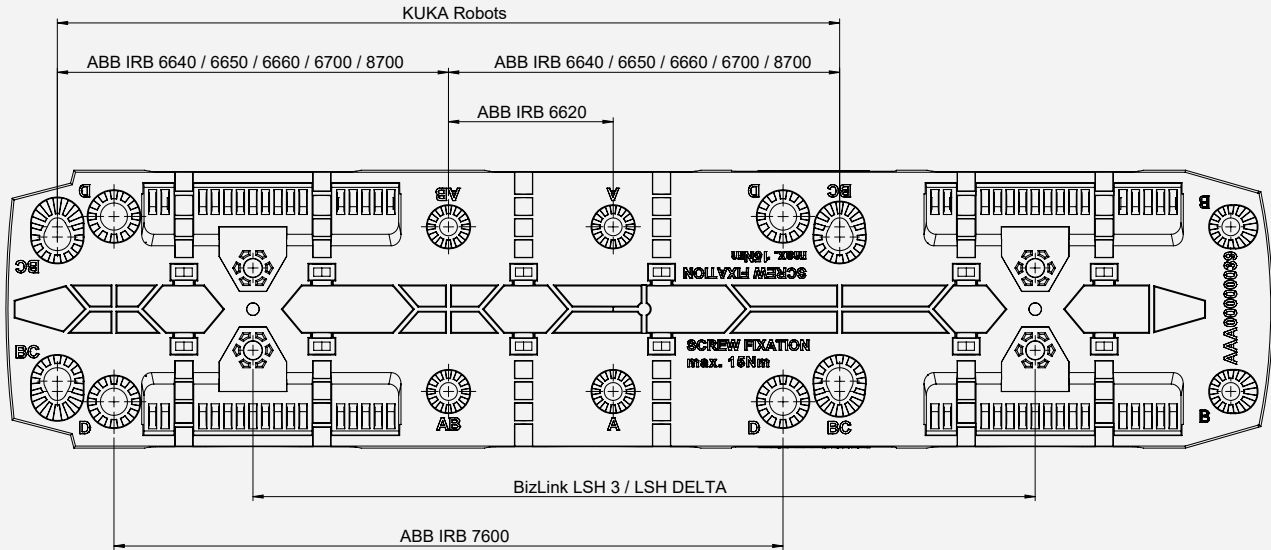 KUKA Robots
ABB IRB 6640 / 6650 / 6660 / 6700 / 8700
ABB IRB 6640 / 6650 / 6660 / 6700 / 8700
ABB IRB 6620
D
AB
A
D
BC
B
BC
max. 15Nm
SCREW FIXATION
AAA00000039
BC
SCREW FIXATION
max. 15Nm
D
AB
A
D
BC
B
BizLink LSH 3 / LSH DELTA
ABB IRB 7600